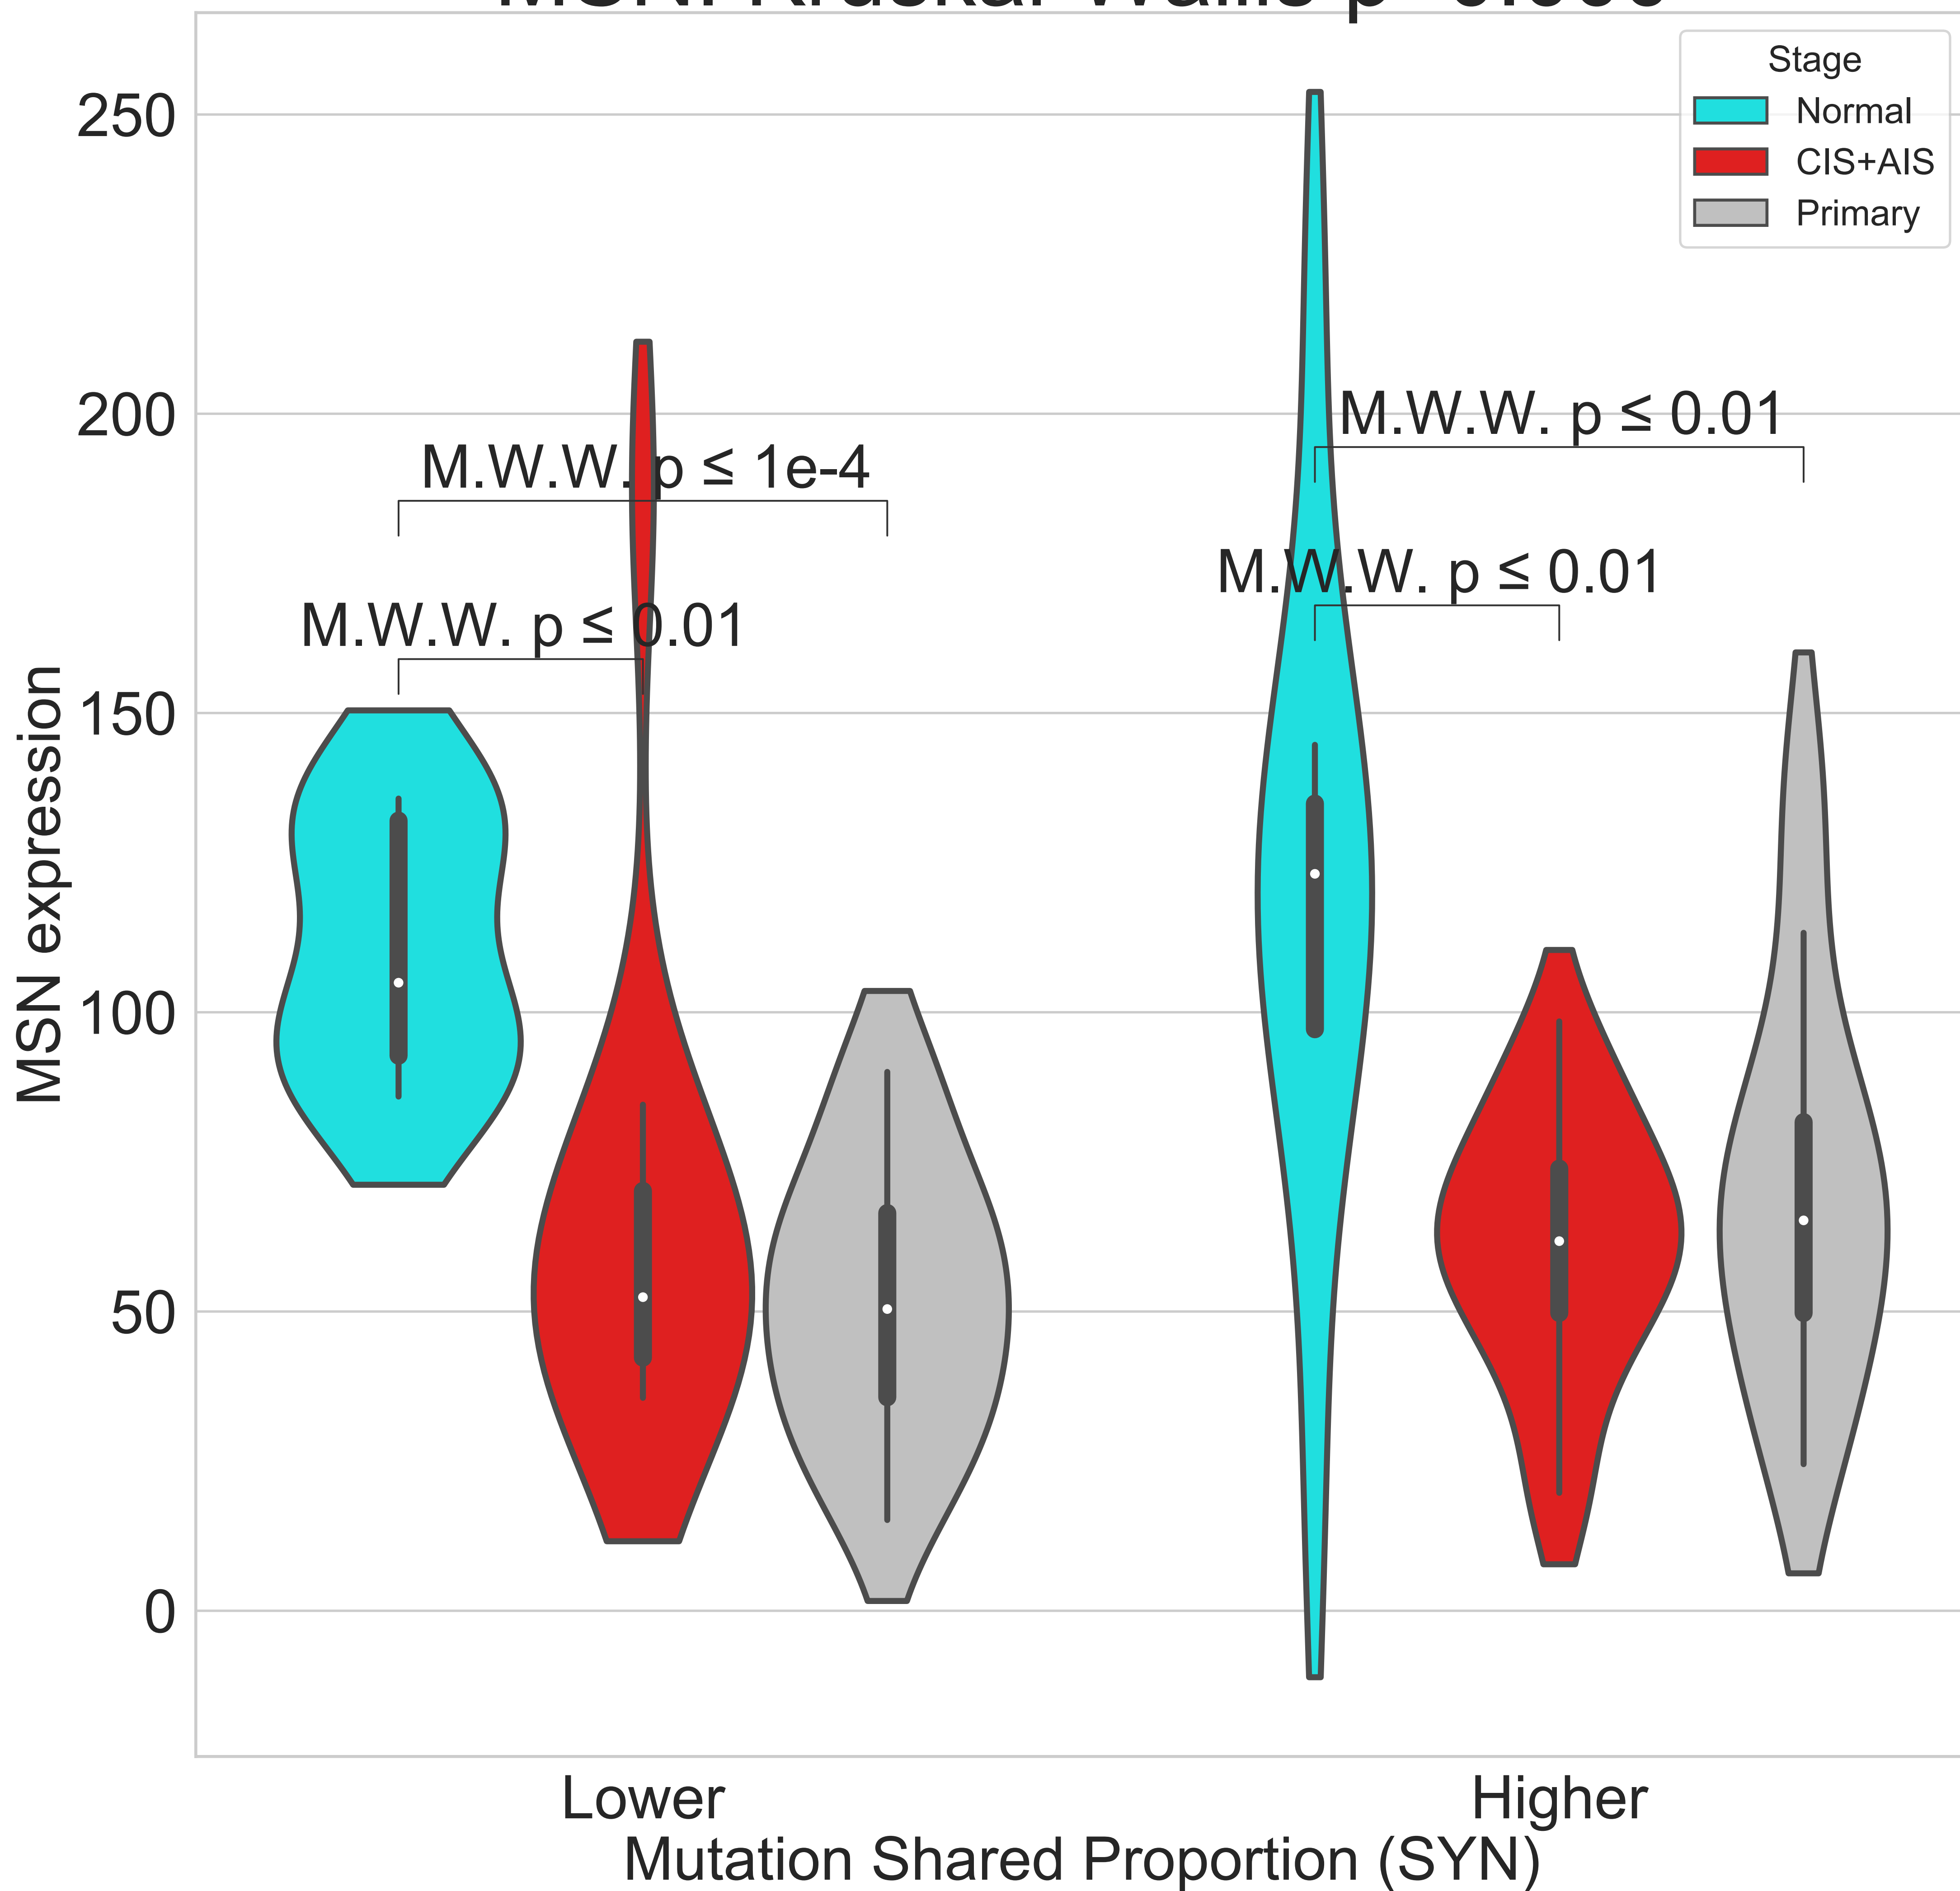 Stage
Normal
CIS+AIS
Primary
250
200
150
100
50
0
MSN expression
M.W.W. p ≤ 0.01
M.W.W. p ≤ 1e-4
M.W.W. p ≤ 0.01
M.W.W. p ≤ 0.01
Lower
Higher
Mutation Shared Proportion (SYN)